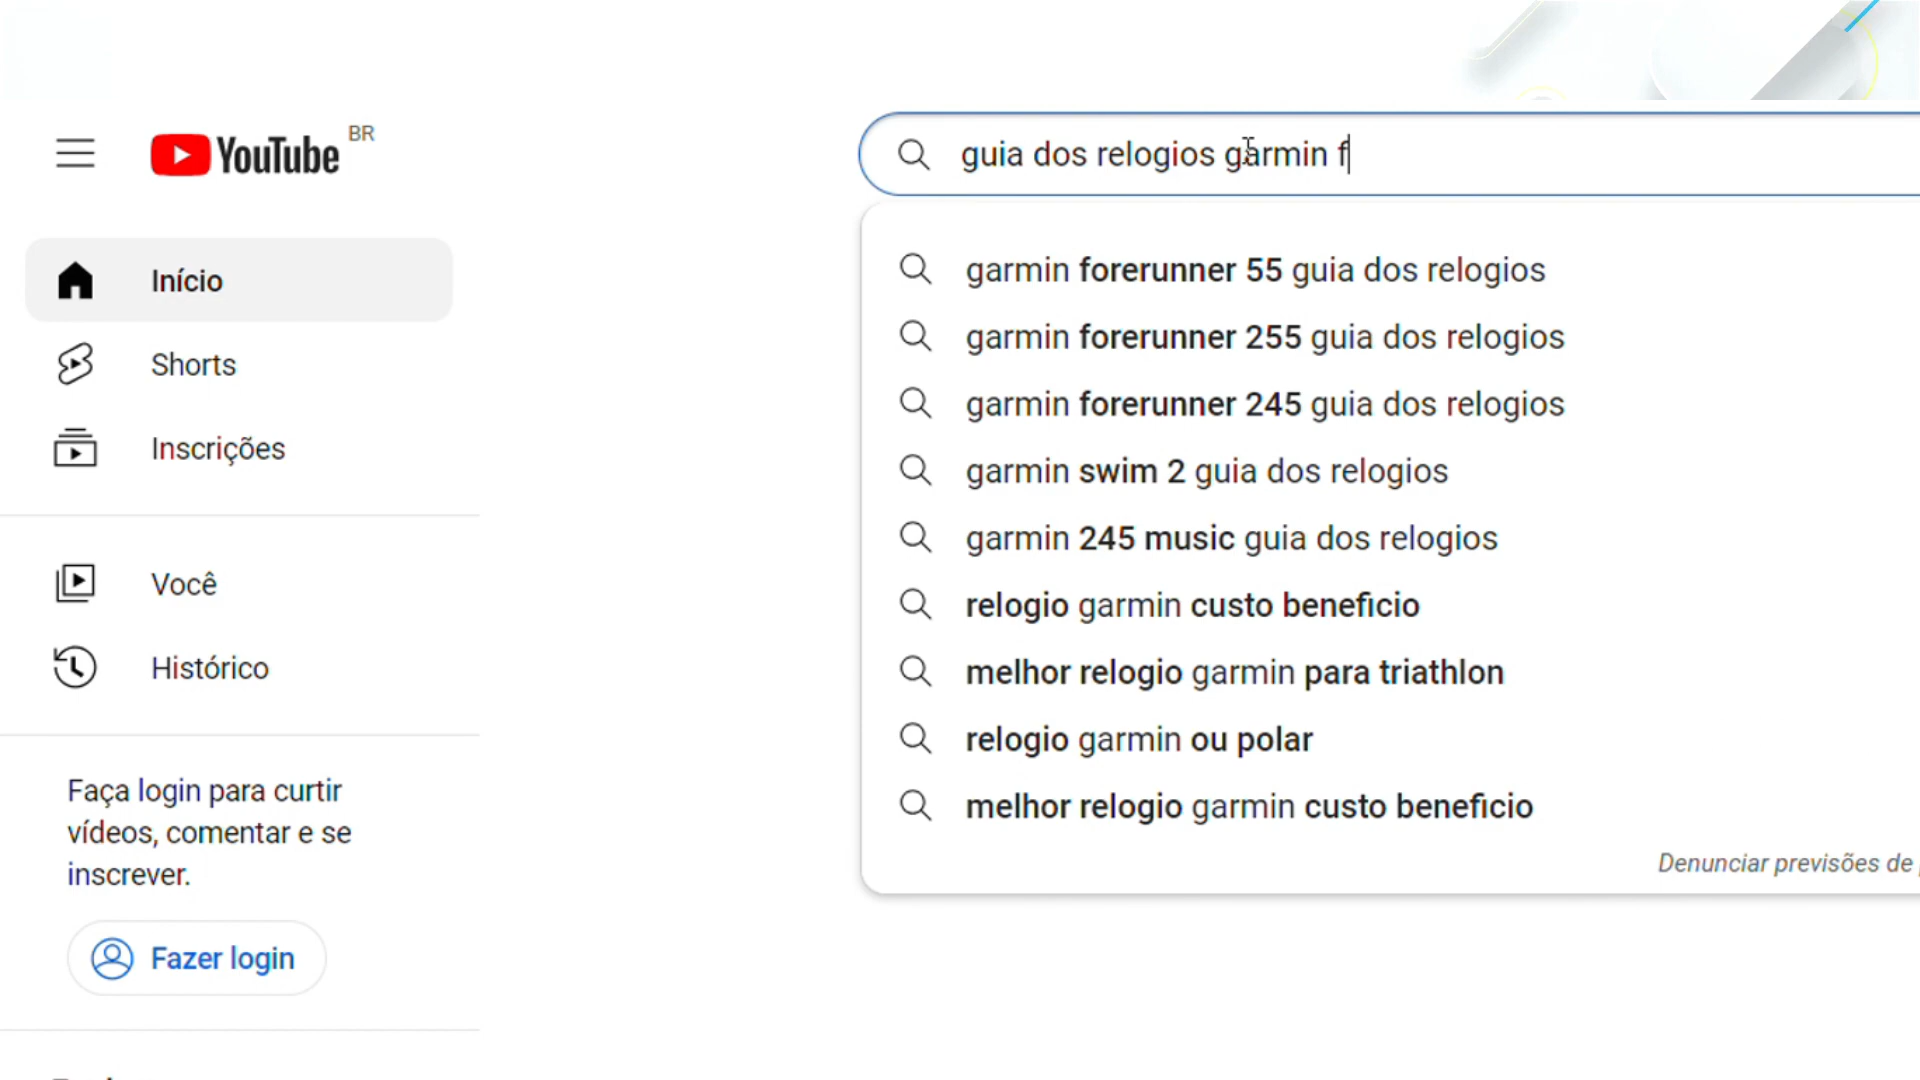 YouTube BR
guia dos relogios garmin f
Início
Shorts
Inscrições
Você
Histórico
Faça login para curtir
vídeos, comentar e se
inscrever.
Fazer login
garmin forerunner 55 guia dos relogios
garmin forerunner 255 guia dos relogios
garmin forerunner 245 guia dos relogios
garmin swim 2 guia dos relogios
garmin 245 music guia dos relogios
relogio garmin custo beneficio
melhor relogio garmin para triathlon
relogio garmin ou polar
melhor relogio garmin custo beneficio
Denunciar previsões de